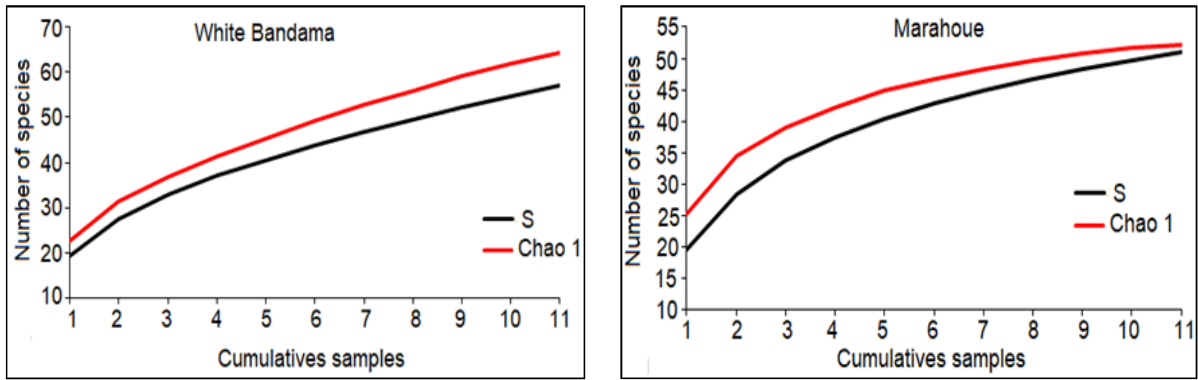 White Bandama
Number of species
70
60
50
40
30
20
10
S
Chao 1
1 2 3 4 5 6 7 8 9 10 11
Cumulatives samples
Marahoue
Number of species
55
50
45
40
35
30
25
20
15
10
S
Chao 1
1 2 3 4 5 6 7 8 9 10 11
Cumulatives samples